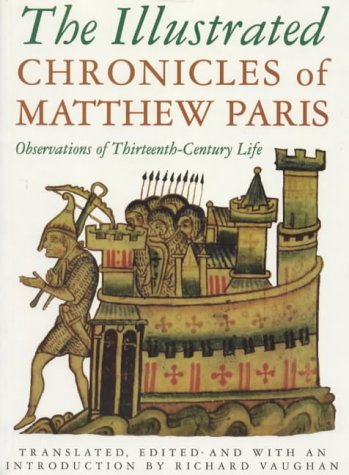 The Illustrated
CHRONICLES of
MATTHEW PARIS
Observations of Thirteenth-Century Life
TRANSLATED, EDITED · AND WITH AN
INTRODUCTION BY RICHARD VAUGHAN